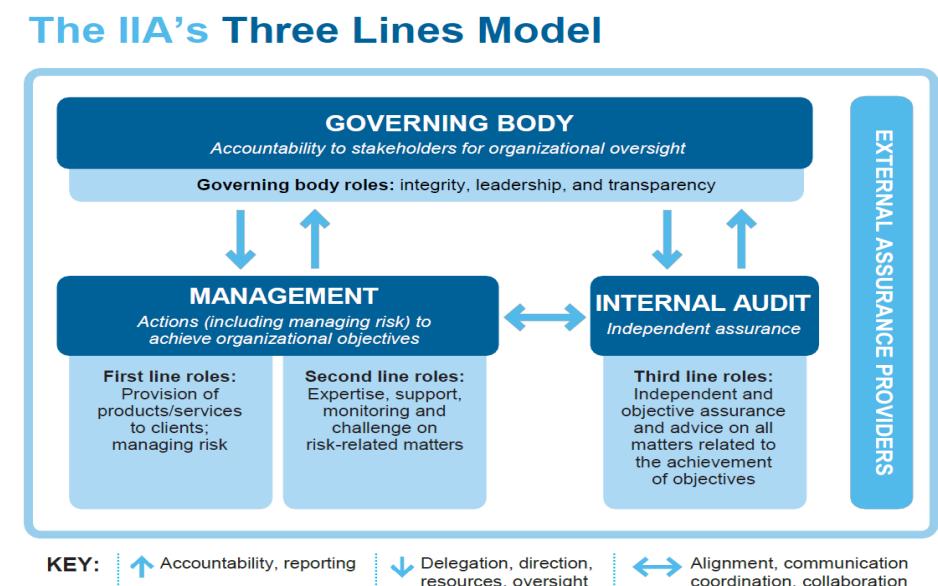 The IIA's Three Lines Model
GOVERNING BODY
Accountability to stakeholders for organizational oversight
Governing body roles: integrity, leadership, and transparency
MANAGEMENT
Actions (including managing risk) to
achieve organizational objectives
INTERNAL AUDIT
Independent assurance
First line roles:
Provision of
products/services
to clients;
managing risk
Second line roles:
Expertise, support,
monitoring and
challenge on
risk-related matters
Third line roles:
Independent and
objective assurance
and advice on all
matters related to
the achievement
of objectives
EXTERNAL ASSURANCE PROVIDERS
KEY:
Accountability, reporting
Delegation, direction,
resources, oversight
Alignment, communication
coordination, collaboration